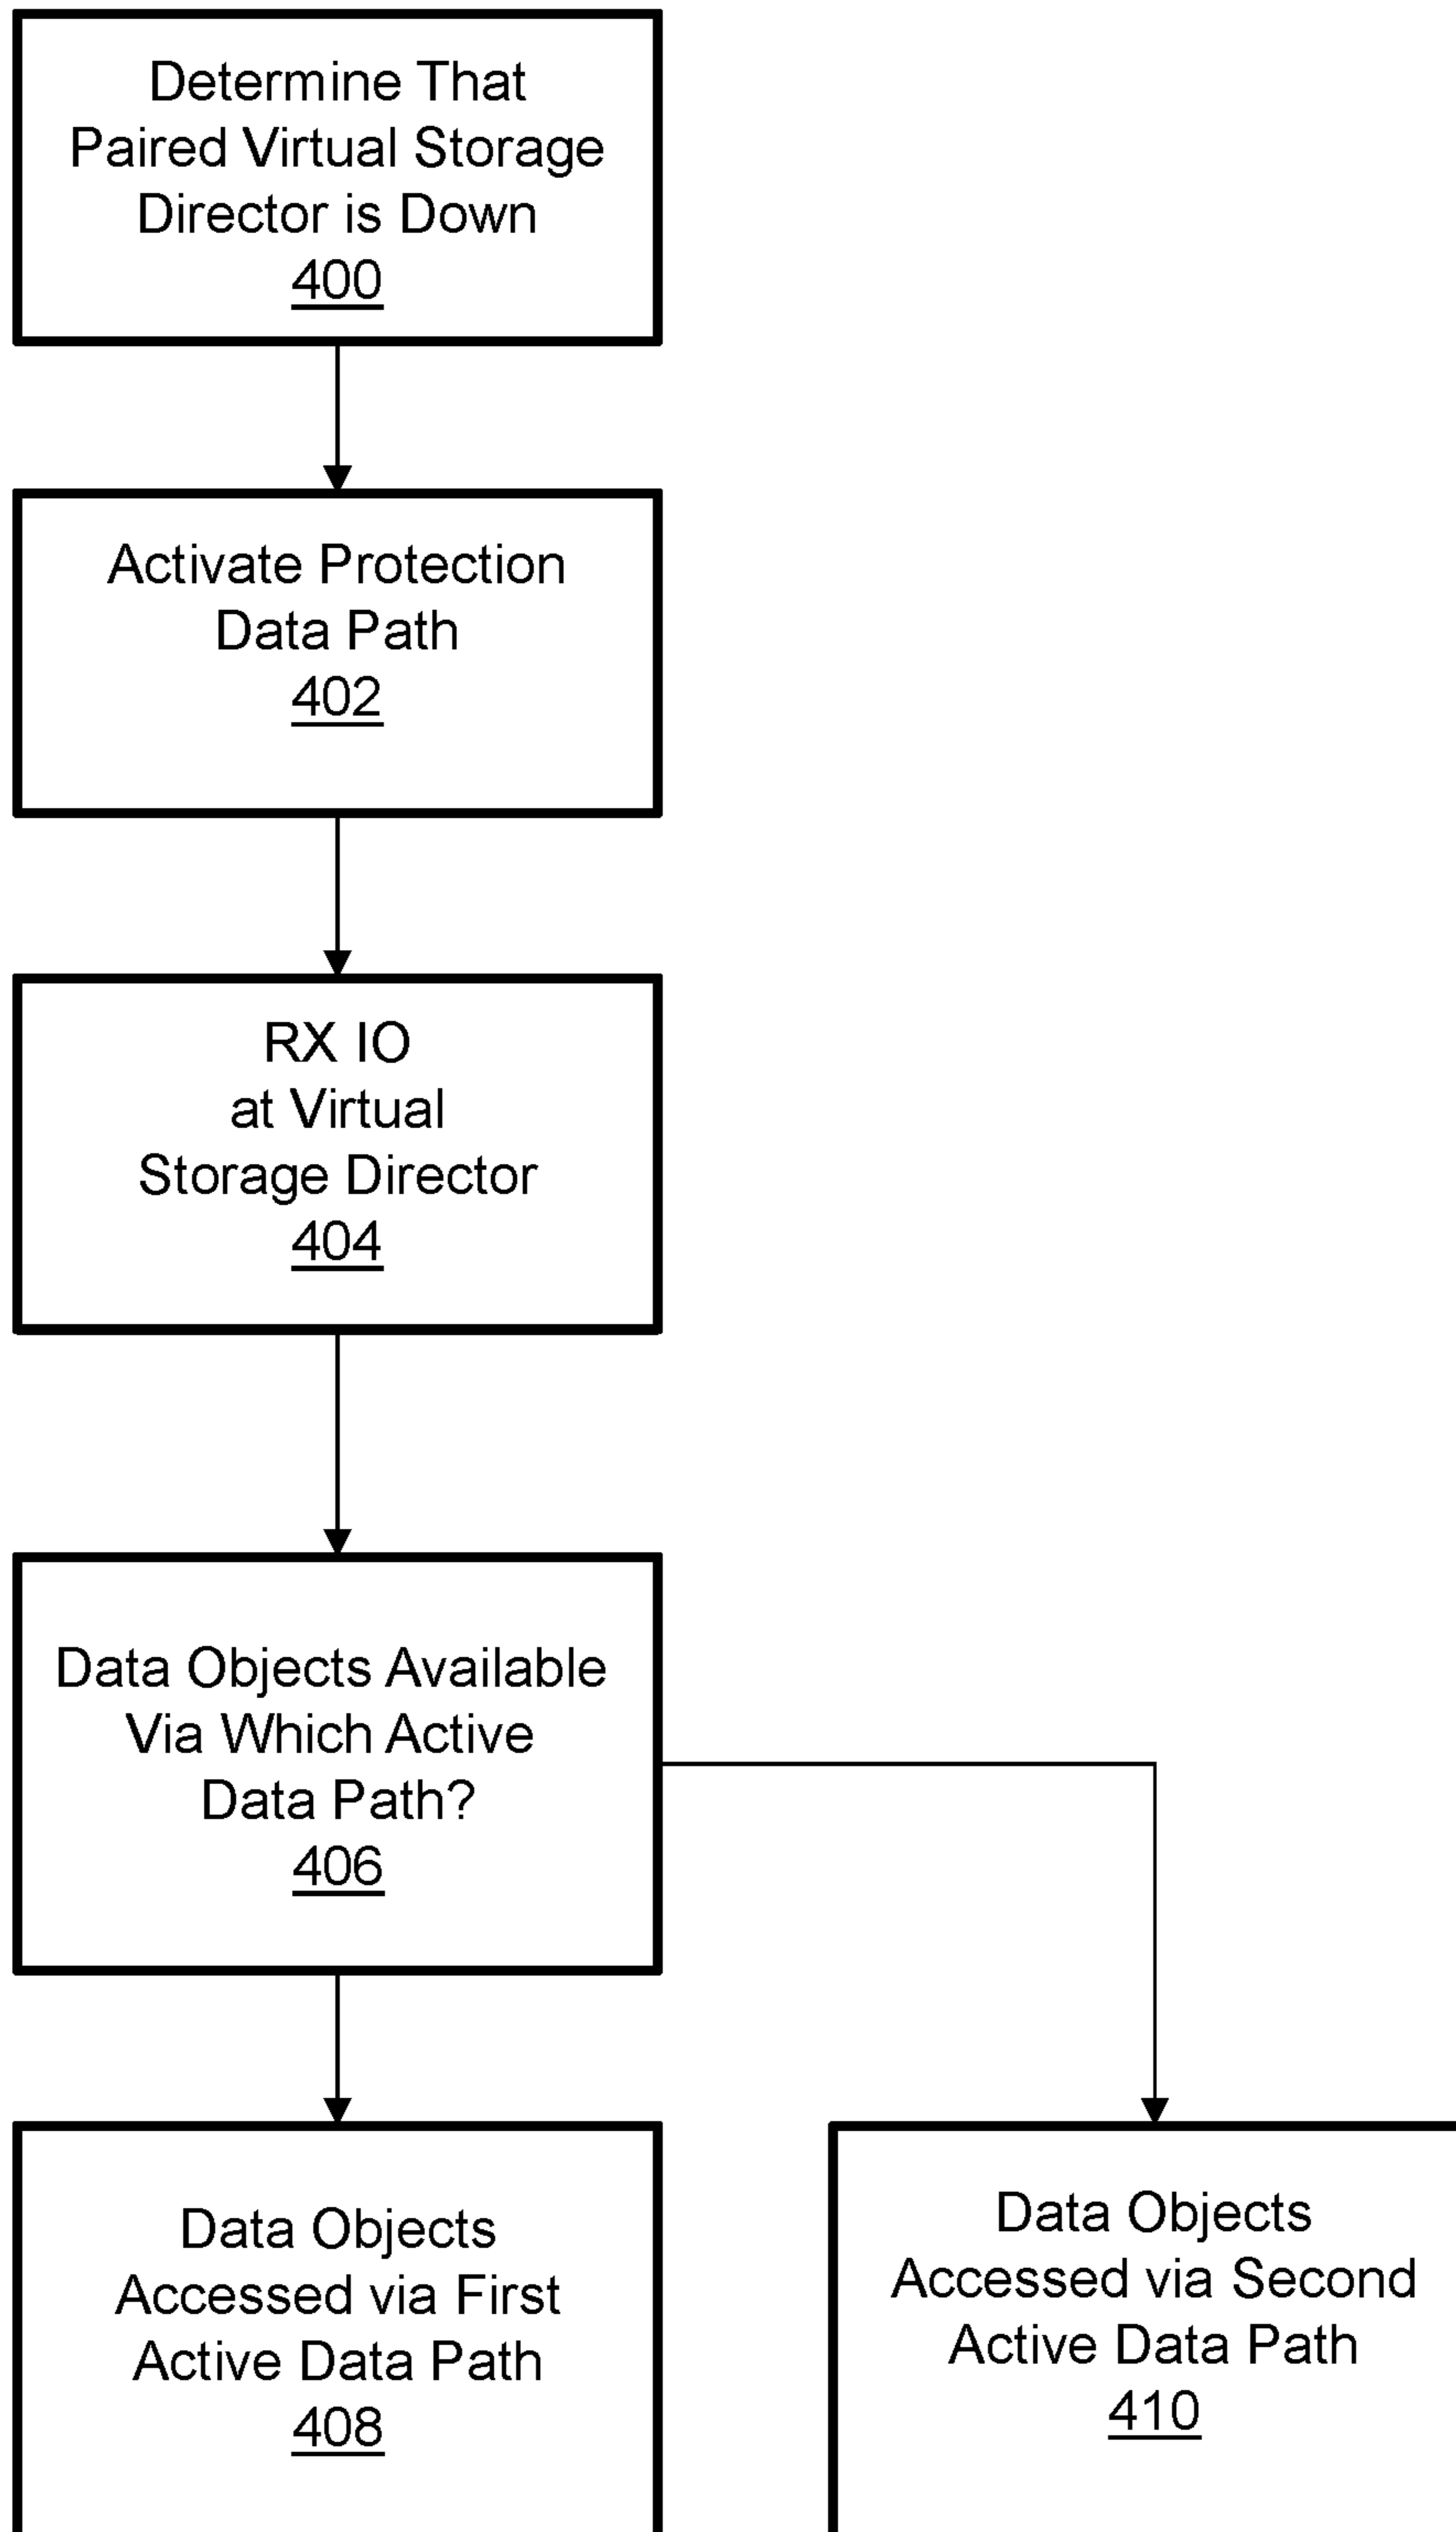 Determine That
Paired Virtual Storage
Director is Down
400
Activate Protection
Data Path
402
RX IO
at Virtual
Storage Director
404
Data Objects Available
Via Which Active
Data Path?
406
Data Objects
Accessed via First
Active Data Path
408
Data Objects
Accessed via Second
Active Data Path
410